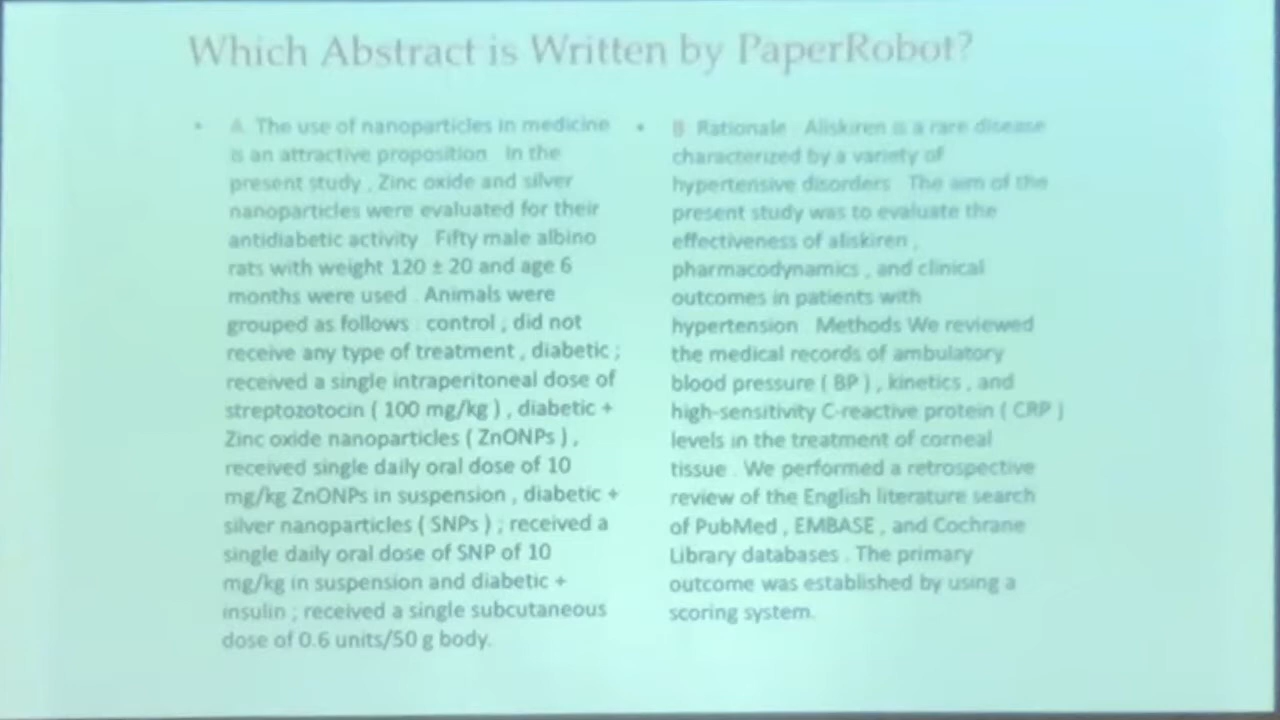 Which Abstract is Written by PaperRobot?
• A The use of nanoparticles in medicine
is an attractive proposition In the
present study . Zinc oxide and silver
nanoparticles were evaluated for their
antidiabetic activity Fifty male albino
rats with weight 120 ± 20 and age 6
months were used . Animals were
grouped as follows control , did not
receive any type of treatment , diabetic ;
received a single intraperitoneal dose of
streptozotocin ( 100 mg/kg ) , diabetic +
Zinc oxide nanoparticles ( ZnONPs ) ,
received single daily oral dose of 10
mg/kg ZnONPs in suspension , diabetic +
silver nanoparticles ( SNPs ) ; received a
single daily oral dose of SNP of 10
mg/kg in suspension and diabetic +
insulin ; received a single subcutaneous
dose of 0.6 units/50 g body.
• B Rationale Aliskiren is a rare disease
characterized by a variety of
hypertensive disorders The aim of the
present study was to evaluate the
effectiveness of aliskiren ,
pharmacodynamics , and clinical
outcomes in patients with
hypertension Methods We reviewed
the medical records of ambulatory
blood pressure ( BP ) , kinetics , and
high-sensitivity C-reactive protein ( CRP )
levels in the treatment of corneal
tissue . We performed a retrospective
review of the English literature search
of PubMed , EMBASE , and Cochrane
Library databases . The primary
outcome was established by using a
scoring system.